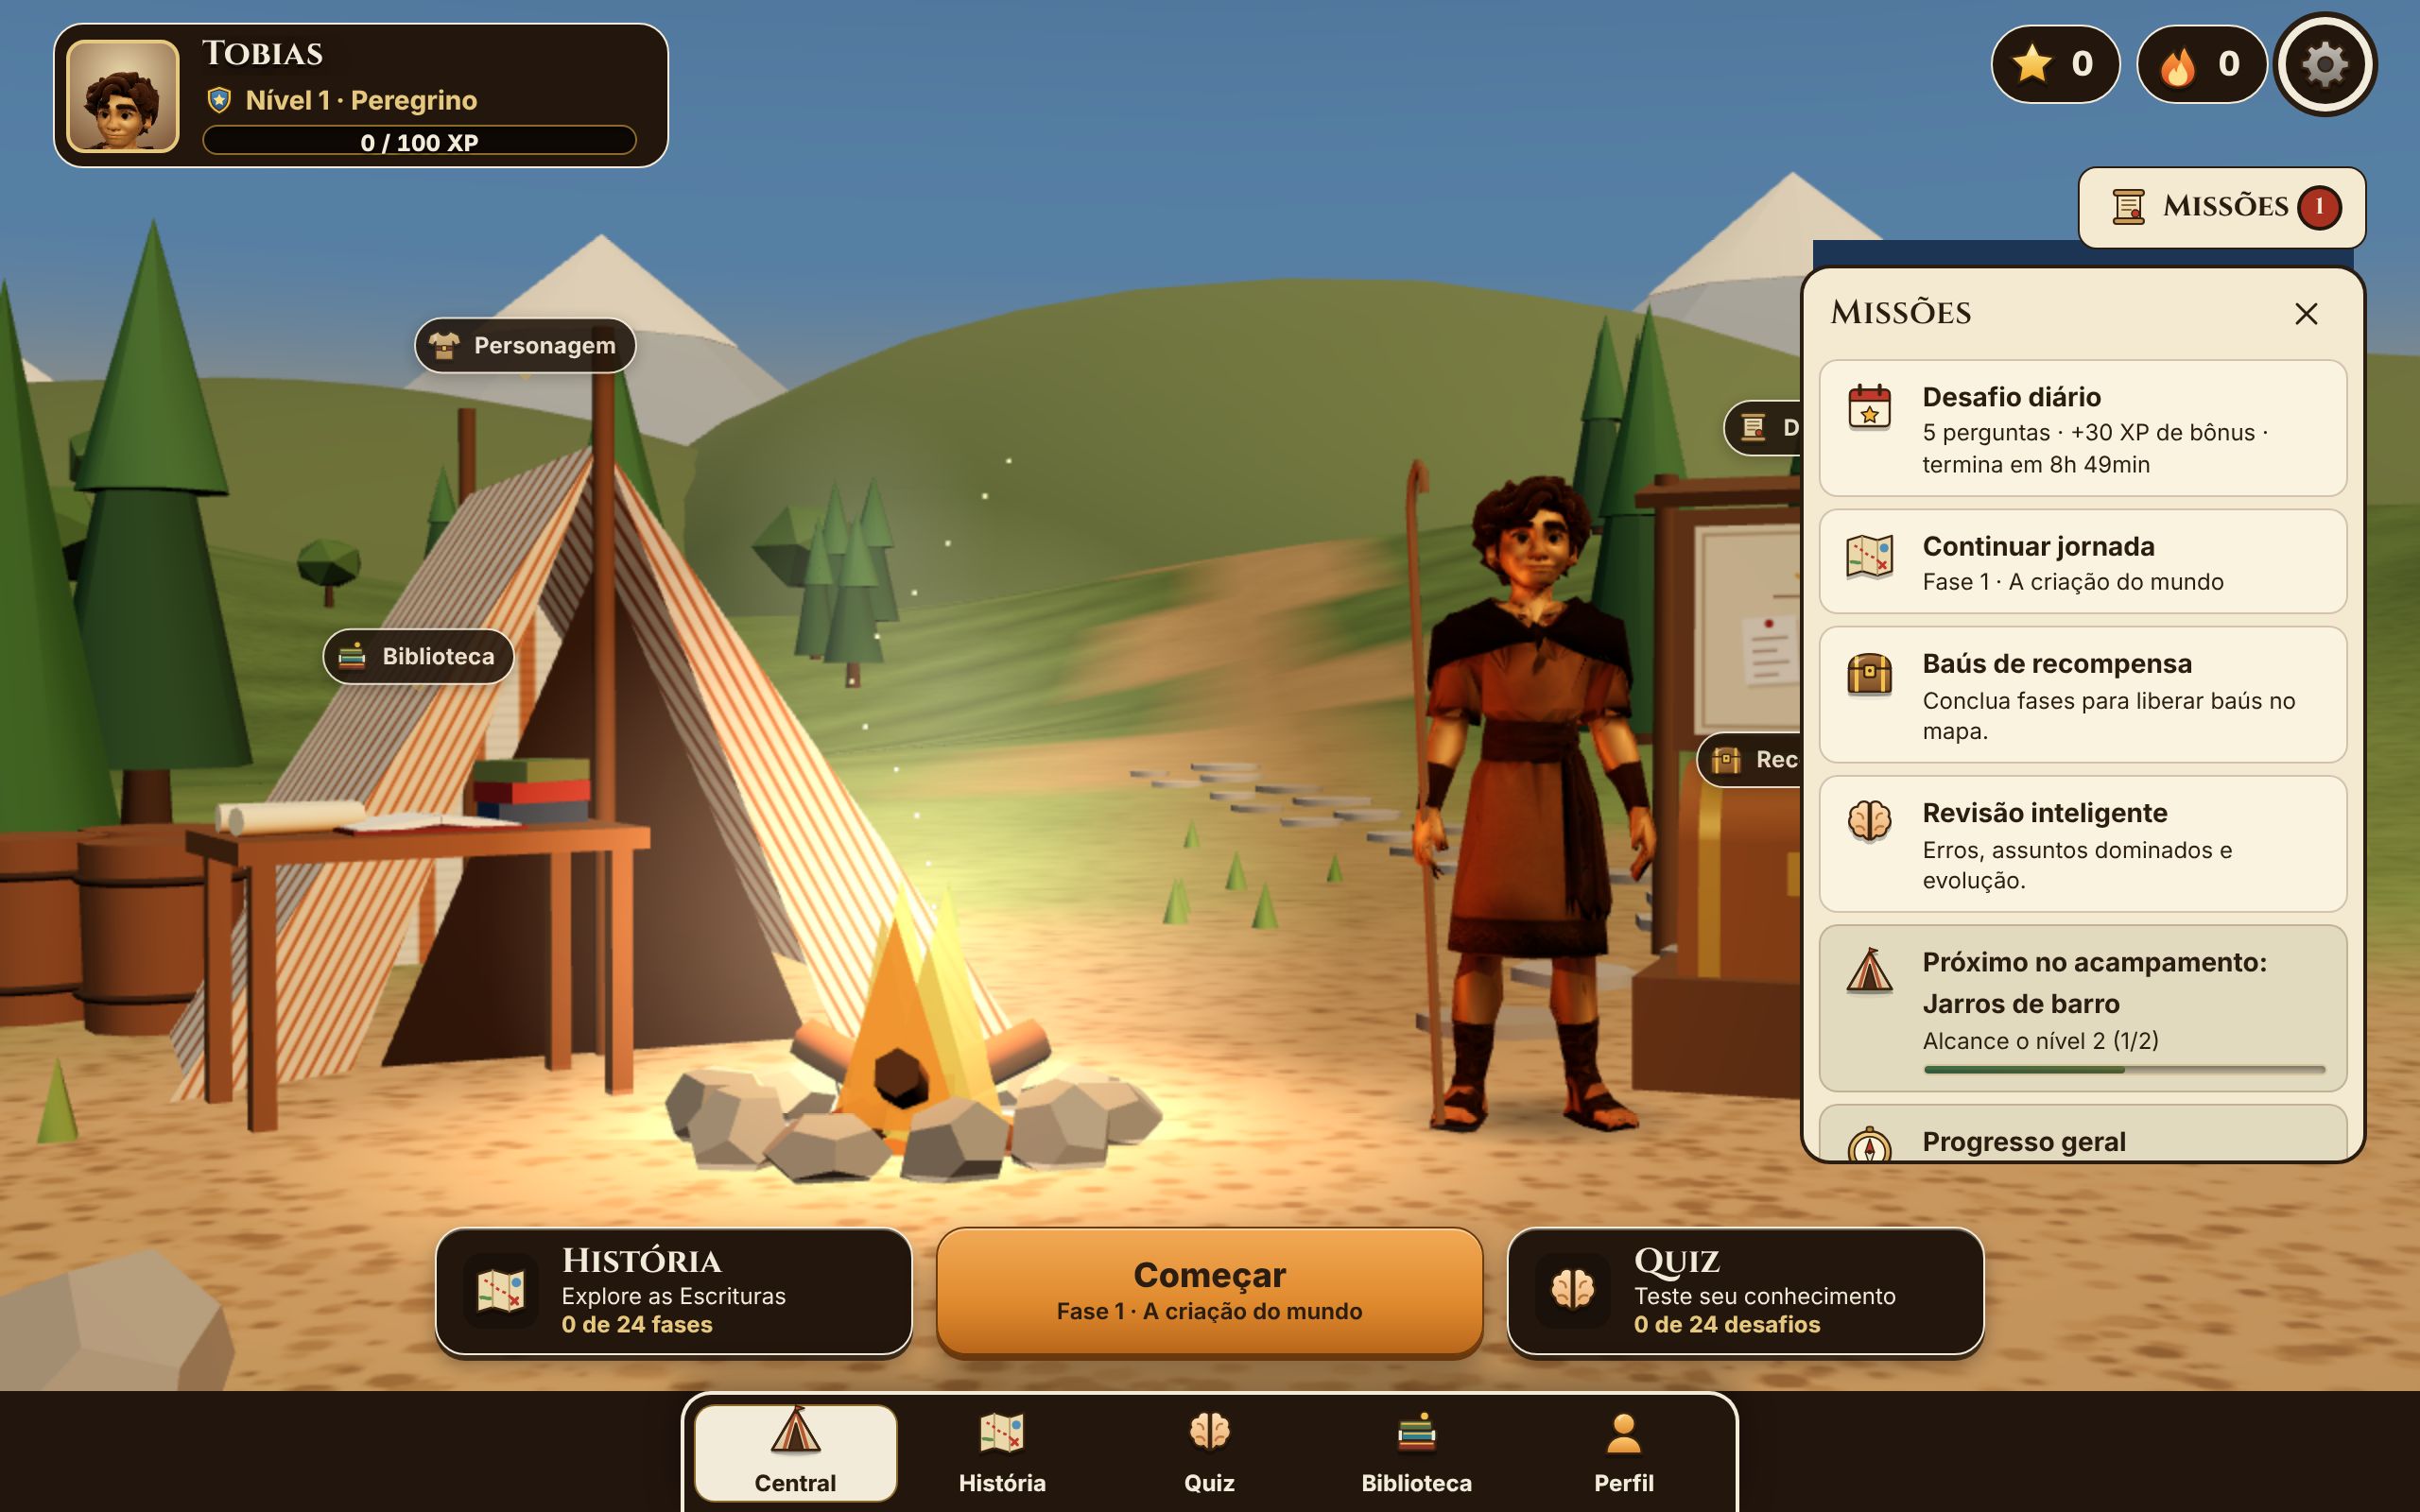 Tobias
Nível 1 · Peregrino
0 / 100 XP
0
0
Missões 1
Personagem
Biblioteca
D
Rec
Missões
Desafio diário
5 perguntas · +30 XP de bônus ·
termina em 8h 49min
Continuar jornada
Fase 1 · A criação do mundo
Baús de recompensa
Conclua fases para liberar baús no
mapa.
Revisão inteligente
Erros, assuntos dominados e
evolução.
Próximo no acampamento:
Jarros de barro
Alcance o nível 2 (1/2)
Progresso geral
História
Explore as Escrituras
0 de 24 fases
Começar
Fase 1 · A criação do mundo
Quiz
Teste seu conhecimento
0 de 24 desafios
Central
História
Quiz
Biblioteca
Perfil